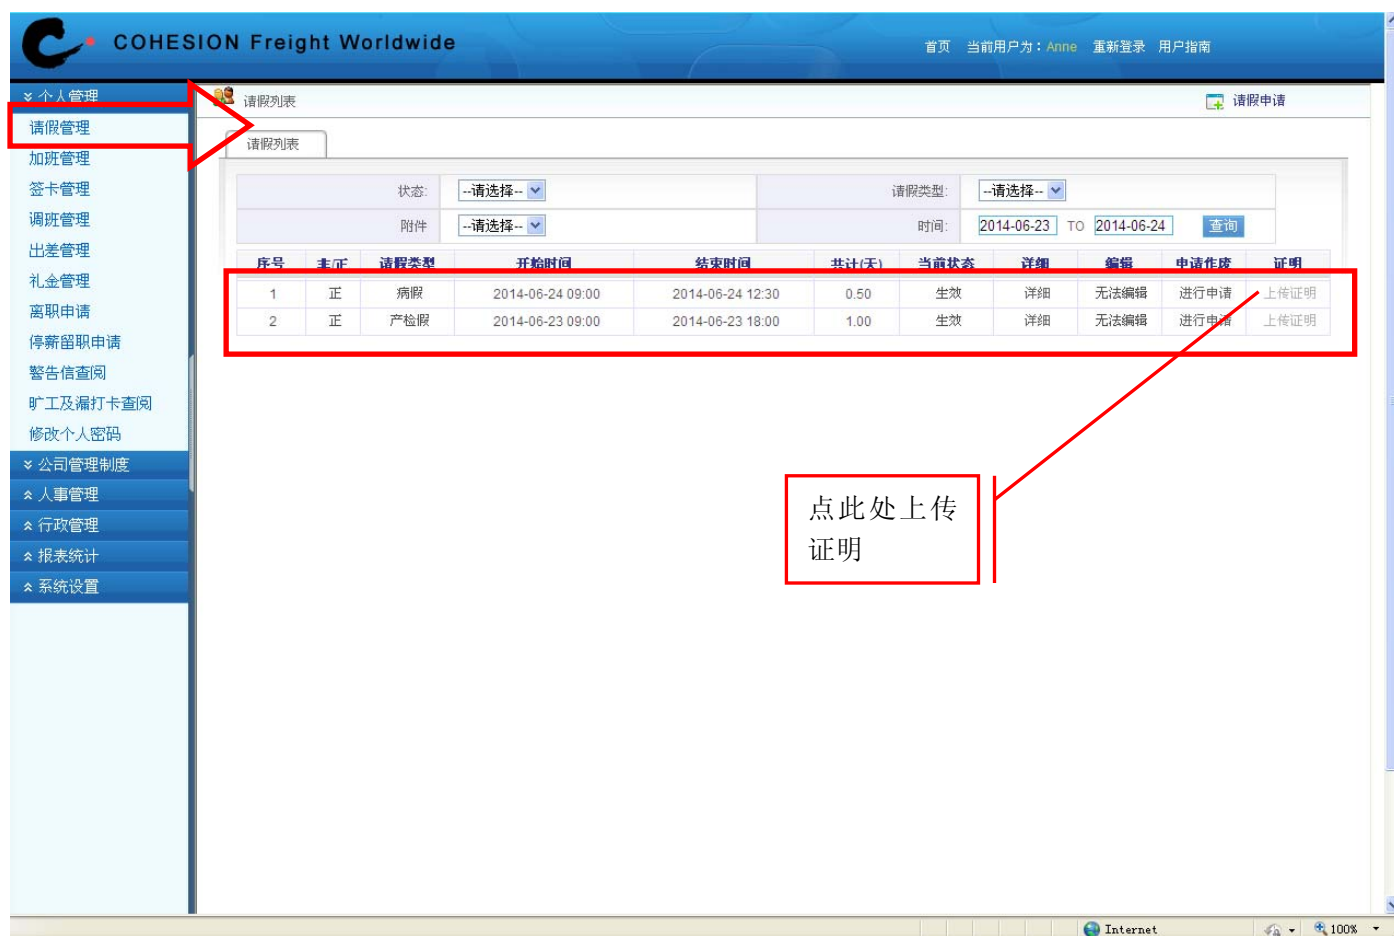 COHESION Freight Worldwide
首页 当前用户为：Anne 重新登录 用户指南
个人管理
请假管理
加班管理
签卡管理
调班管理
出差管理
礼金管理
离职申请
停薪留职申请
警告信查阅
旷工及漏打卡查阅
修改个人密码
公司管理制度
人事管理
行政管理
报表统计
系统设置
请假列表 请假申请
请假列表
状态: --请选择-- 请假类型: --请选择--
附件 --请选择-- 时间: 2014-06-23 TO 2014-06-24 查询
序号 非/正 请假类型 开始时间 结束时间 共计(天) 当前状态 详细 编辑 申请作废 证明
1 正 病假 2014-06-24 09:00 2014-06-24 12:30 0.50 生效 详细 无法编辑 进行申请 上传证明
2 正 产检假 2014-06-23 09:00 2014-06-23 18:00 1.00 生效 详细 无法编辑 进行申请 上传证明
点此处上传
证明
Internet 100%